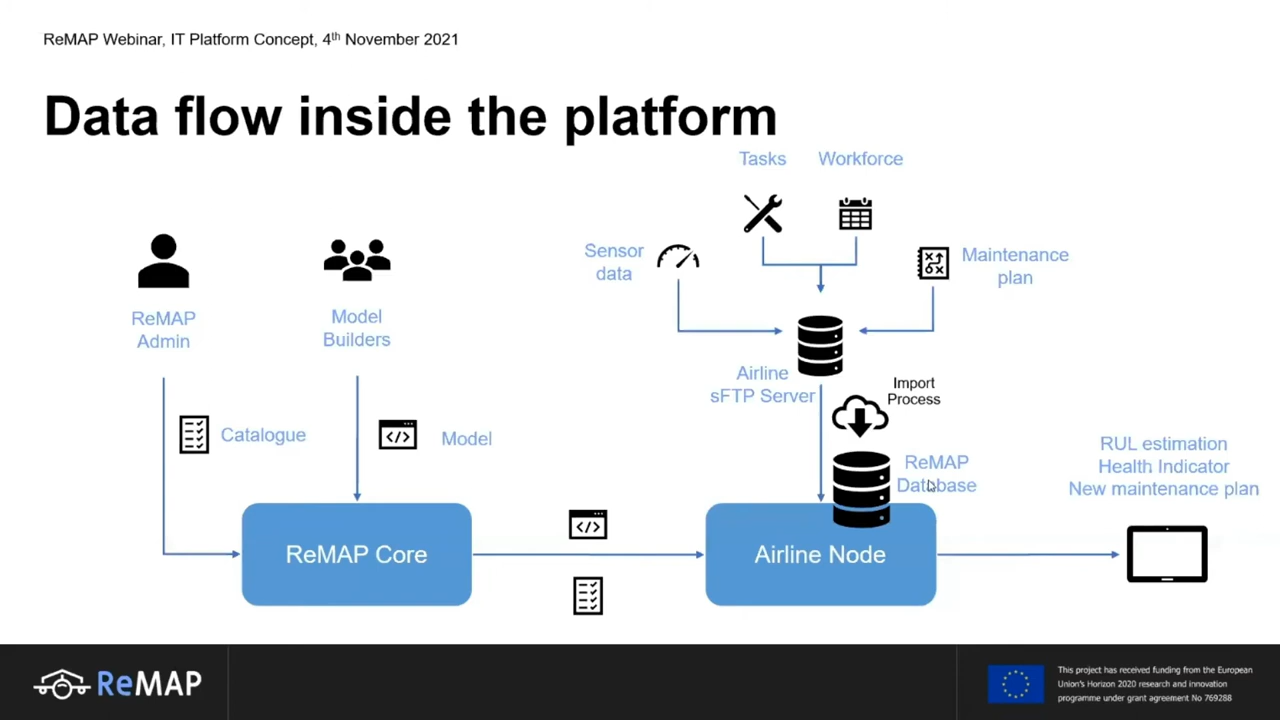 ReMAP Webinar, IT Platform Concept, 4th November 2021
Data flow inside the platform
Tasks
Workforce
Sensor
data
Maintenance
plan
ReMAP
Admin
Model
Builders
Airline
sFTP Server
Import
Process
Catalogue
</>
Model
ReMAP
Database
RUL estimation
Health Indicator
New maintenance plan
</>
ReMAP Core
Airline Node
ReMAP
This project has received funding from the European
Union's Horizon 2020 research and innovation
programme under grant agreement No 769288